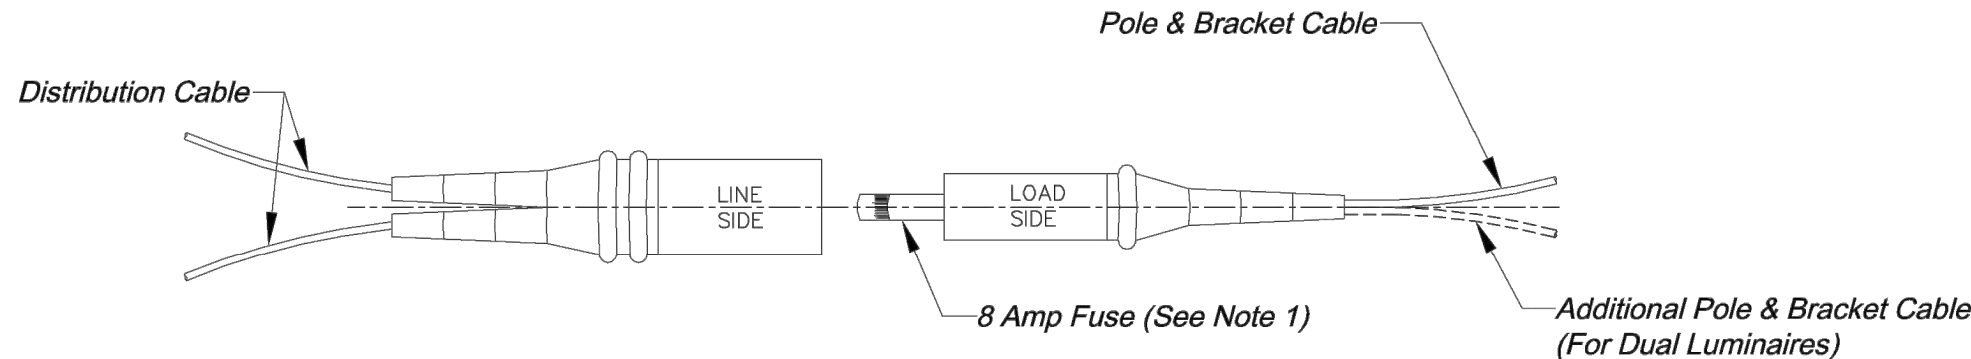 Pole & Bracket Cable
Distribution Cable
LINE
SIDE
LOAD
SIDE
8 Amp Fuse (See Note 1)
Additional Pole & Bracket Cable
(For Dual Luminaires)